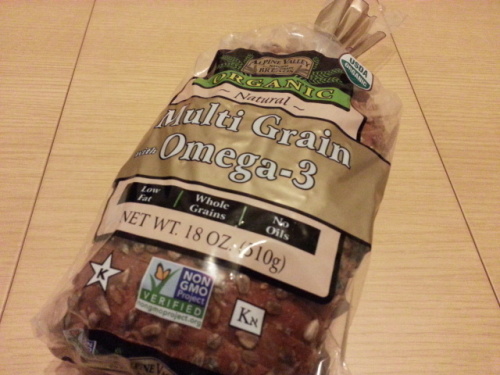 ALPINE VALLEY
USDA
ORGANIC
ORGANIC
~ Natural ~
Multi Grain
with Omega-3
Low Fat
Whole Grains
No Oils
NET WT. 18 OZ. (510g)
K
NON
GMO
Project
VERIFIED
nongmoproject.org
KN